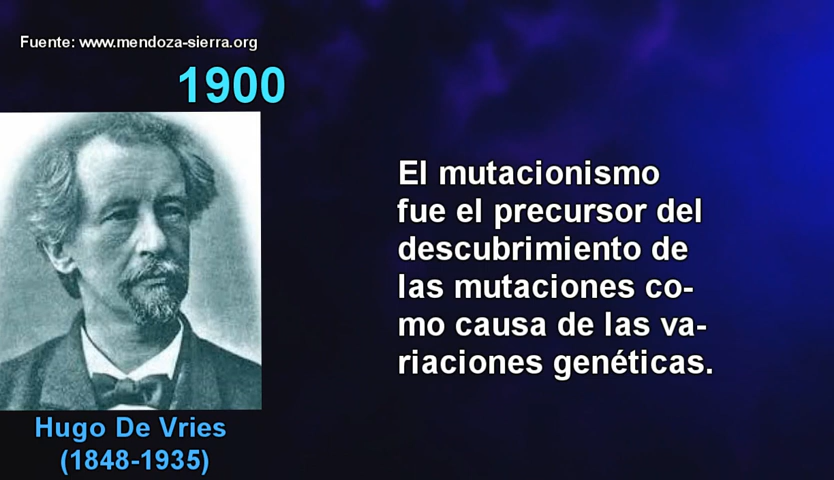 Fuente: www.mendoza-sierra.org
1900
El mutacionismo
fue el precursor del
descubrimiento de
las mutaciones co-
mo causa de las va-
riaciones genéticas.
Hugo De Vries
(1848-1935)